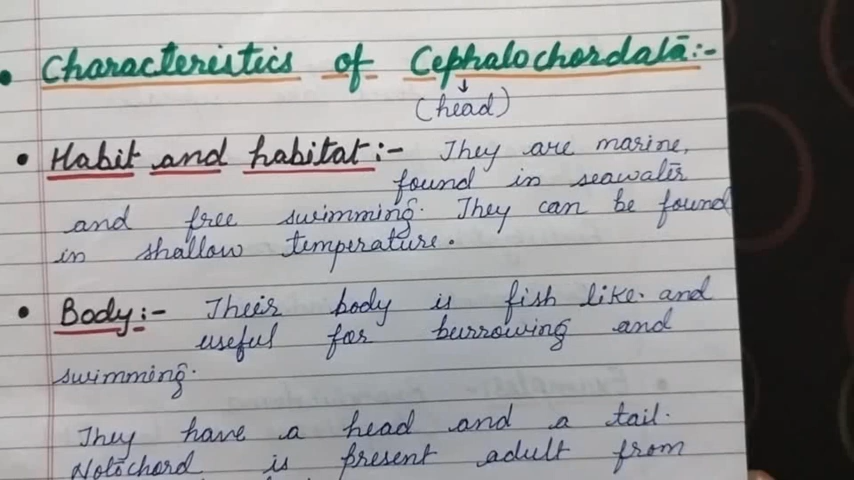 • Characteristics of Cephalochordata:-
(head)
• Habit and habitat:- They are marine,
found in seawater
and free swimming. They can be found
in shallow temperature.
• Body:- Their body is fish like. and
useful for burrowing and
swimming.
They have a head and a tail.
Notochord is present adult from